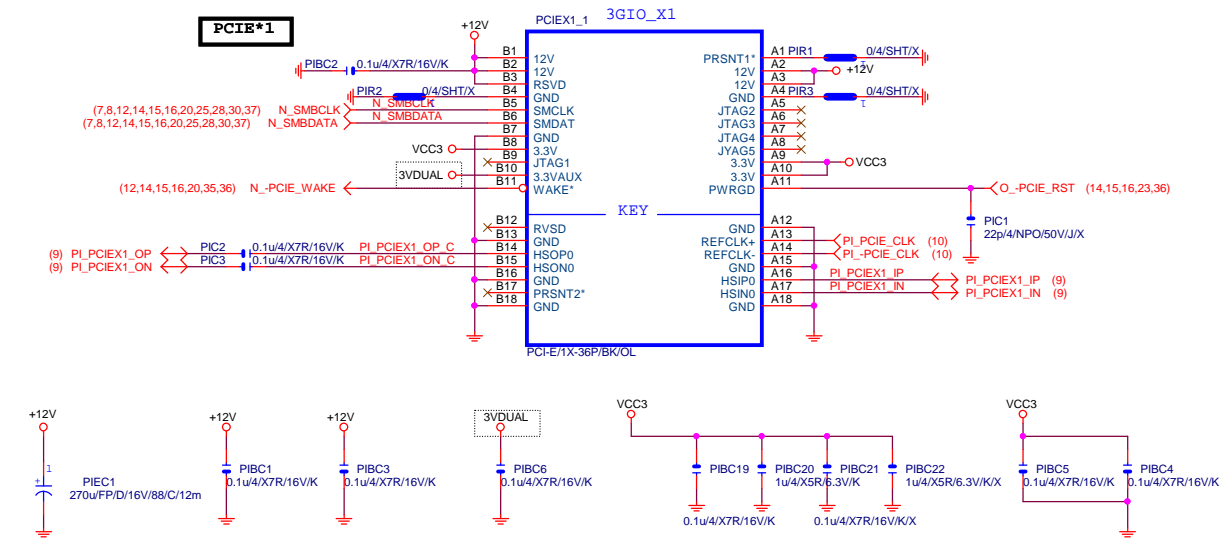 PCIE*1
3GIO_X1
PCIEX1_1
+12V
PIBC2 0.1u/4/X7R/16V/K
PIR2 0/4/SHT/X
(7,8,12,14,15,16,20,25,28,30,37) N_SMBCLK N_SMBCLK
(7,8,12,14,15,16,20,25,28,30,37) N_SMBDATA N_SMBDATA
VCC3
3VDUAL
(12,14,15,16,20,35,36) N_-PCIE_WAKE
(9) PI_PCIEX1_OP PIC2 0.1u/4/X7R/16V/K PI_PCIEX1_OP_C
(9) PI_PCIEX1_ON PIC3 0.1u/4/X7R/16V/K PI_PCIEX1_ON_C
B1 12V
B2 12V
B3 RSVD
B4 GND
B5 SMCLK
B6 SMDAT
B7 GND
B8 3.3V
B9 JTAG1
B10 3.3VAUX
B11 WAKE*
KEY
B12 RVSD
B13 GND
B14 HSOP0
B15 HSON0
B16 GND
B17 PRSNT2*
B18 GND
PRSNT1* A1 PIR1 0/4/SHT/X 1
12V A2 +12V
12V A3
GND A4 PIR3 0/4/SHT/X 1
JTAG2 A5
JTAG3 A6
JTAG4 A7
JYAG5 A8
3.3V A9 VCC3
3.3V A10
PWRGD A11 O_-PCIE_RST (14,15,16,23,36)
PIC1
22p/4/NPO/50V/J/X
GND A12
REFCLK+ A13 PI_PCIE_CLK (10)
REFCLK- A14 PI_-PCIE_CLK (10)
GND A15
HSIP0 A16 PI_PCIEX1_IP PI_PCIEX1_IP (9)
HSIN0 A17 PI_PCIEX1_IN PI_PCIEX1_IN (9)
GND A18
PCI-E/1X-36P/BK/OL
+12V
1
+
PIEC1
270u/FP/D/16V/88/C/12m
+12V
PIBC1
0.1u/4/X7R/16V/K
+12V
PIBC3
0.1u/4/X7R/16V/K
3VDUAL
PIBC6
0.1u/4/X7R/16V/K
VCC3
PIBC19
0.1u/4/X7R/16V/K
PIBC20
1u/4/X5R/6.3V/K
PIBC21
0.1u/4/X7R/16V/K/X
PIBC22
1u/4/X5R/6.3V/K/X
VCC3
PIBC5
0.1u/4/X7R/16V/K
PIBC4
0.1u/4/X7R/16V/K